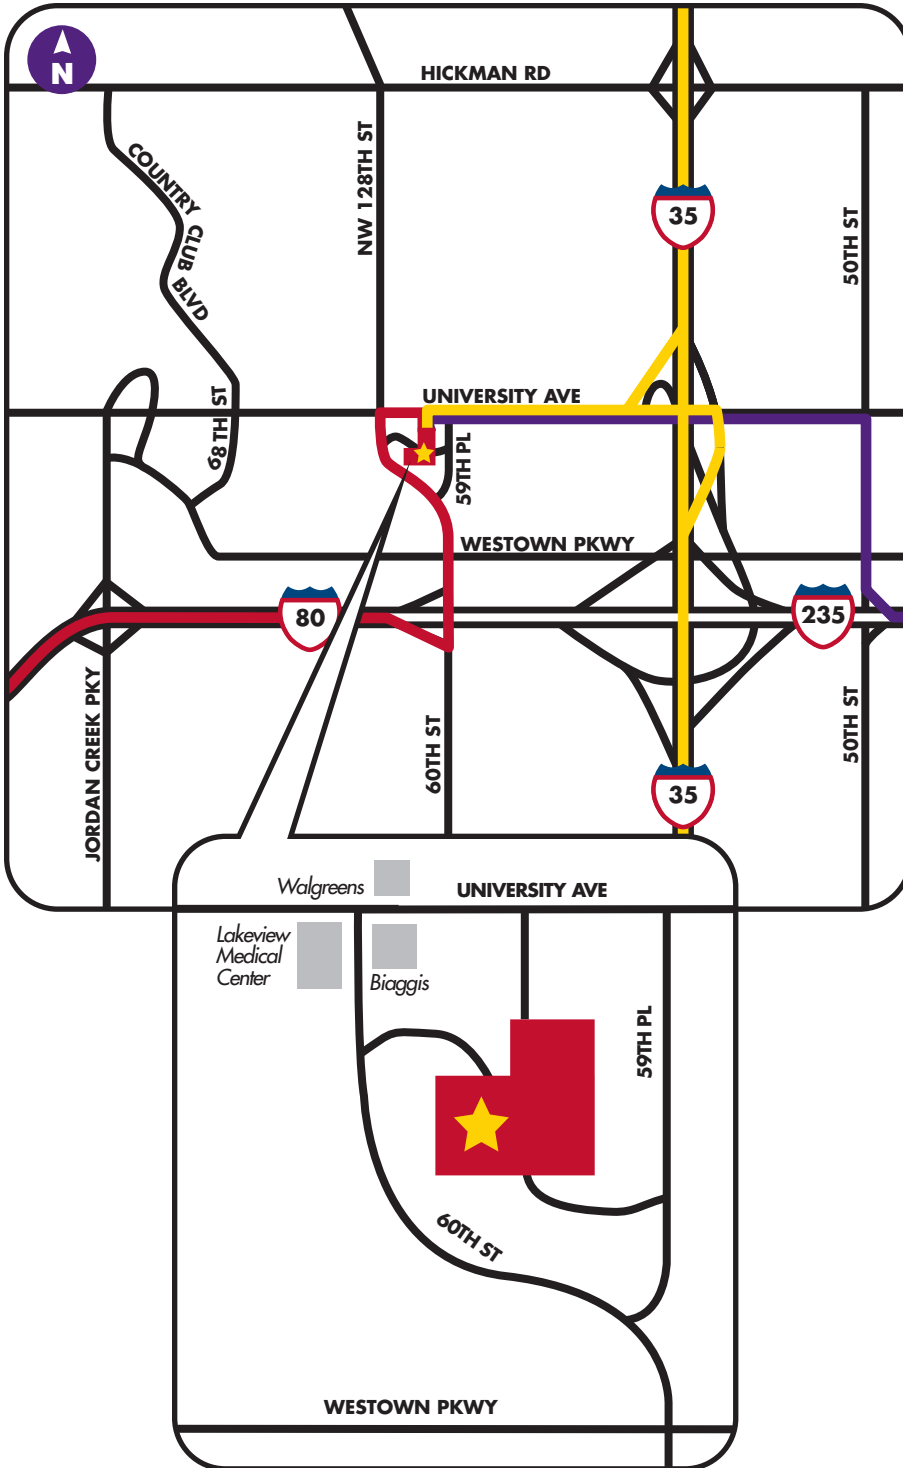 N
HICKMAN RD
COUNTRY CLUB BLVD
NW 128TH ST
35
50TH ST
UNIVERSITY AVE
68TH ST
59TH PL
WESTOWN PKWY
80
235
JORDAN CREEK PKY
60TH ST
50TH ST
35
Walgreens
UNIVERSITY AVE
Lakeview
Medical
Center
Biaggis
59TH PL
60TH ST
WESTOWN PKWY